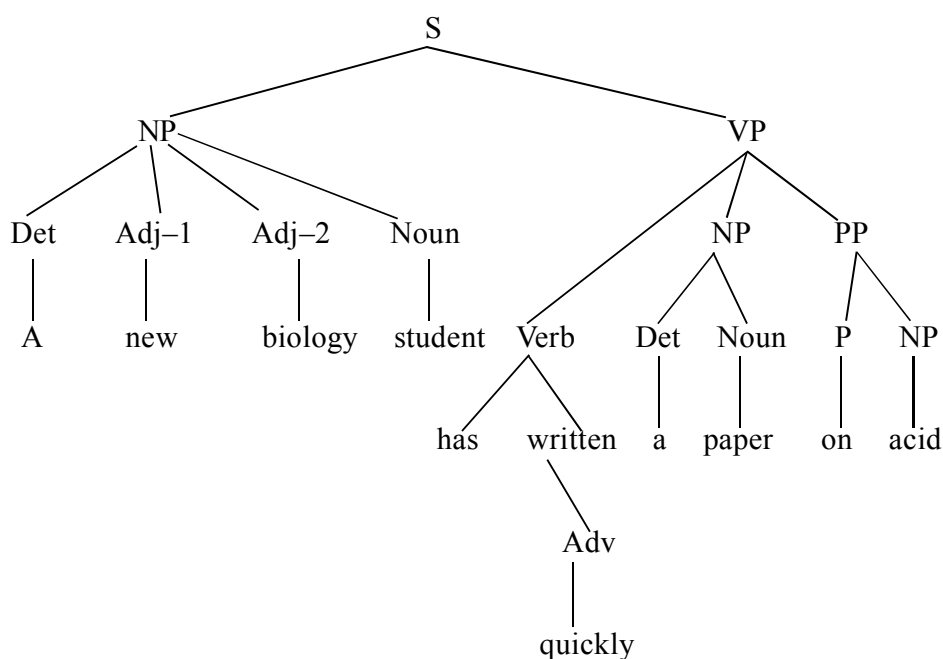 S
NP VP
Det Adj–1 Adj–2 Noun NP PP
A new biology student Verb Det Noun P NP
has written a paper on acid
Adv
quickly